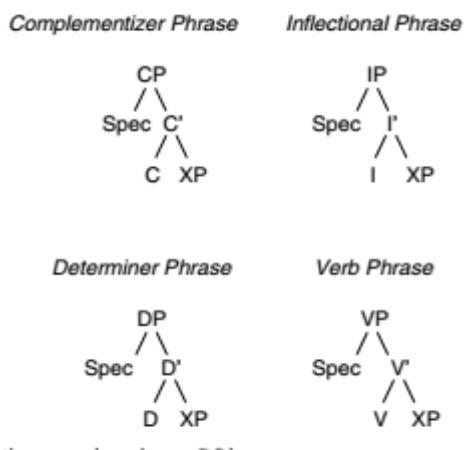 Complementizer Phrase Inflectional Phrase
CP IP
Spec C' Spec I'
C XP I XP
Determiner Phrase Verb Phrase
DP VP
Spec D' Spec V'
D XP V XP